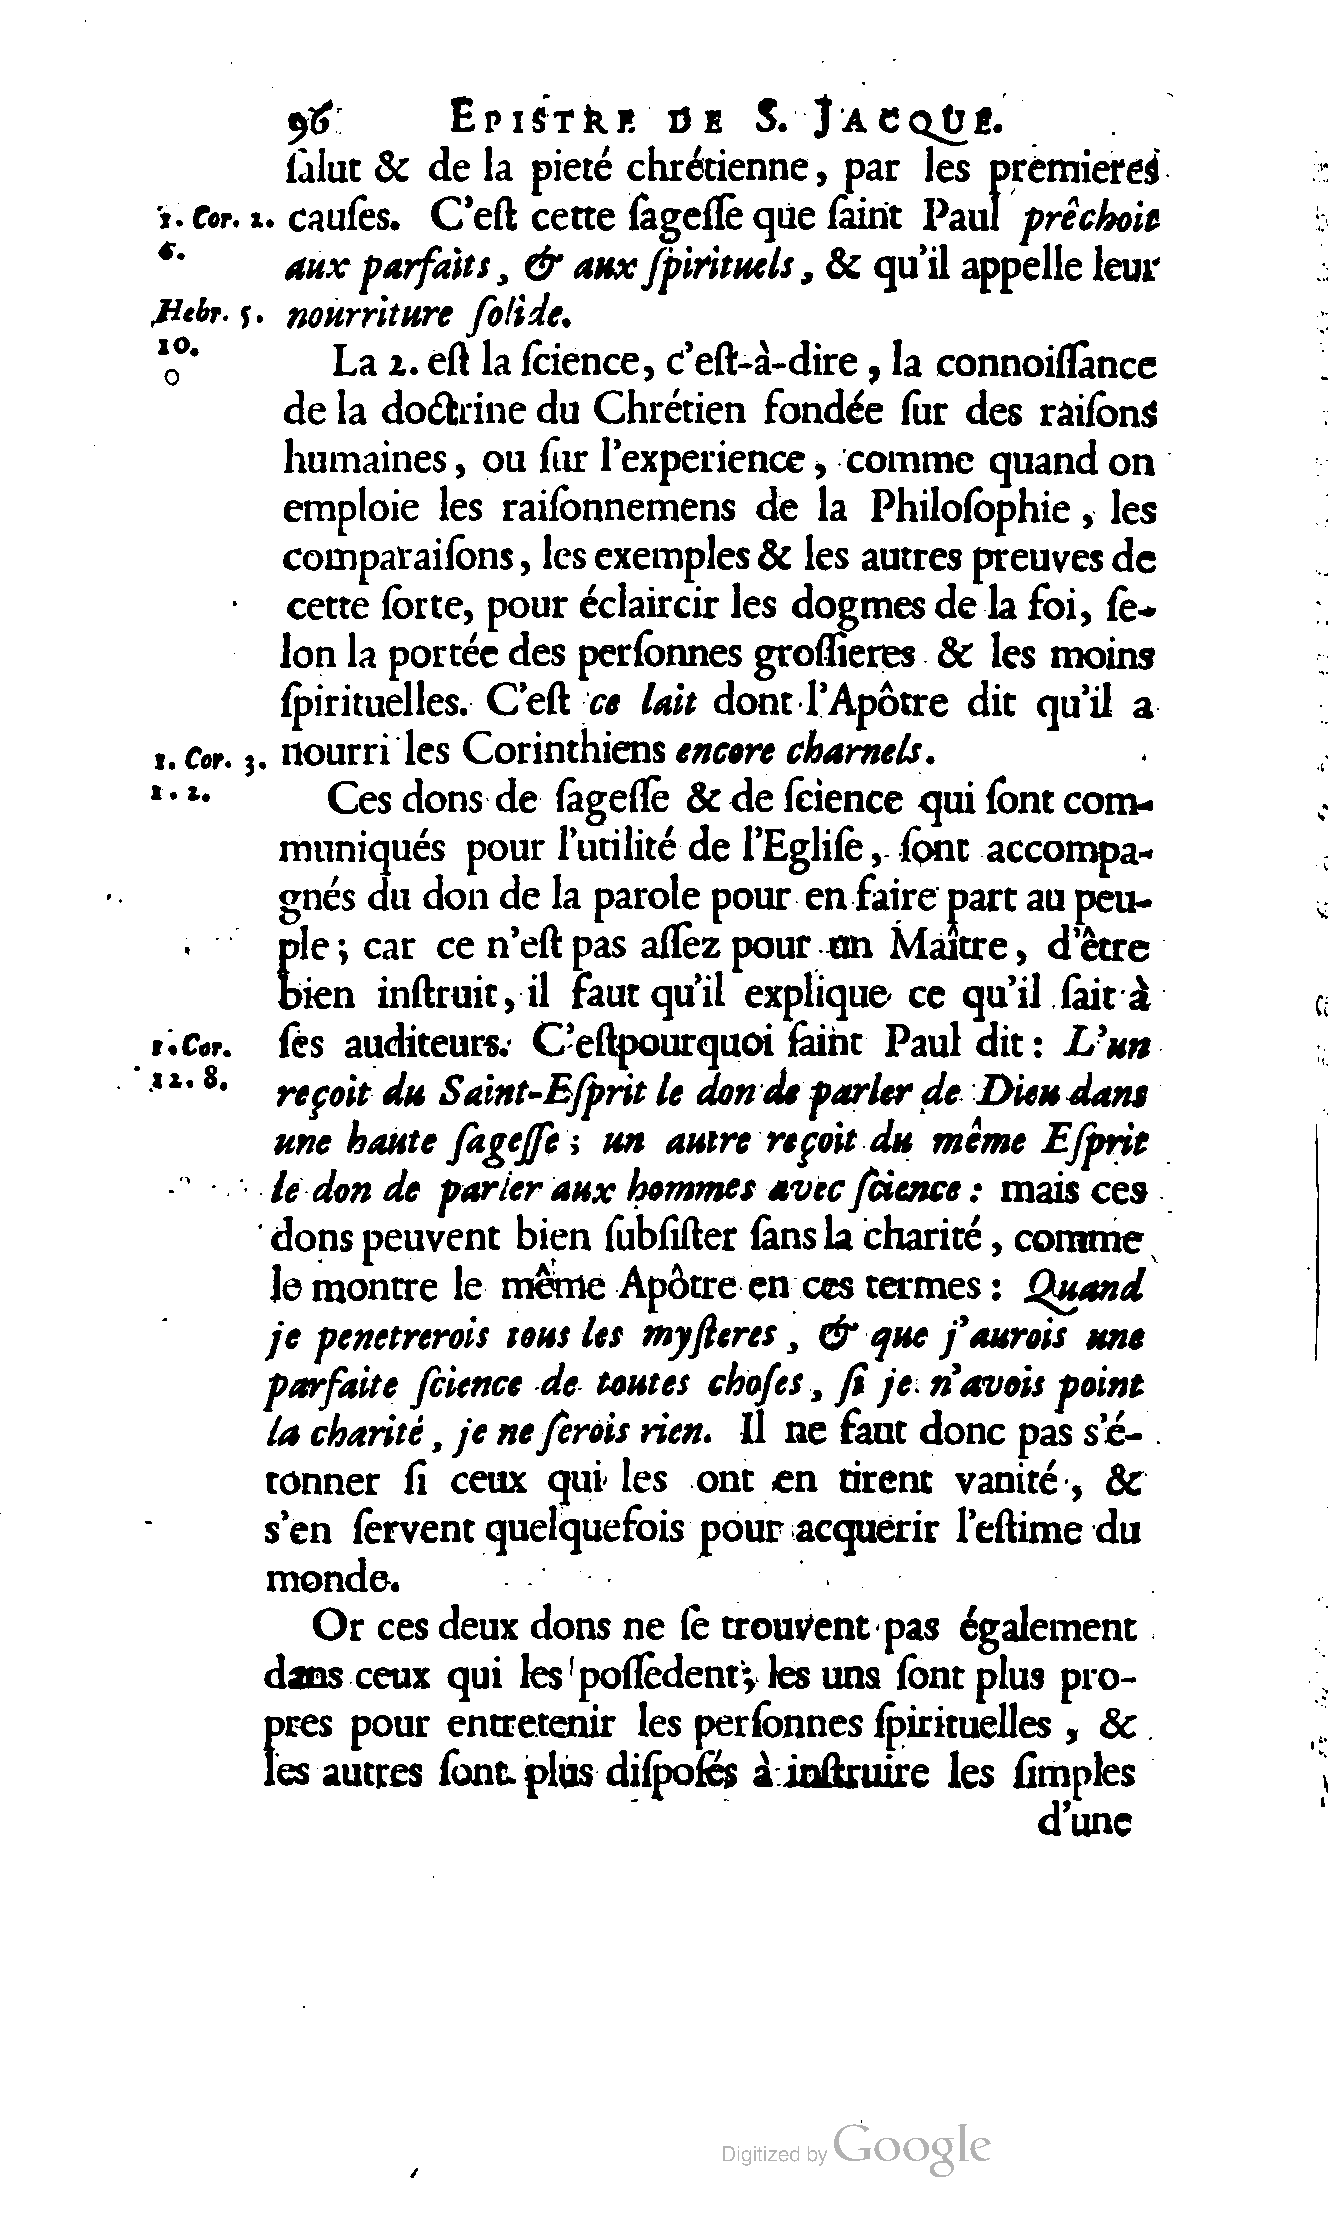 96 EPISTRE DE S. JACQUE.
ſalut & de la pieté chrétienne, par les premieres
1. Cor. 2. cauſes. C'eſt cette ſageſſe que ſaint Paul prêchoit
6. aux parfaits, & aux ſpirituels, & qu'il appelle leur
Hebr. 5. nourriture ſolide.
10. La 2. eſt la ſcience, c'eſt-à-dire, la connoiſſance
o
de la doctrine du Chrétien fondée ſur des raiſons
humaines, ou ſur l'experience, comme quand on
emploie les raiſonnemens de la Philoſophie, les
comparaiſons, les exemples & les autres preuves de
cette ſorte, pour éclaircir les dogmes de la foi, ſe-
lon la portée des perſonnes groſſieres & les moins
ſpirituelles. C'eſt ce lait dont l'Apôtre dit qu'il a
1. Cor. 3. nourri les Corinthiens encore charnels.
1. 2. Ces dons de ſageſſe & de ſcience qui ſont com-
muniqués pour l'utilité de l'Egliſe, ſont accompa-
gnés du don de la parole pour en faire part au peu-
ple; car ce n'eſt pas aſſez pour un Maître, d'être
bien inſtruit, il faut qu'il explique ce qu'il ſait à
1. Cor. ſes auditeurs. C'eſtpourquoi ſaint Paul dit: L'un
12. 8. reçoit du Saint-Eſprit le don de parler de Dieu dans
une haute ſageſſe; un autre reçoit du même Eſprit
le don de parler aux hommes avec ſcience: mais ces
dons peuvent bien ſubſiſter ſans la charité, comme
le montre le même Apôtre en ces termes: Quand
je penetrerois tous les myſteres, & que j'aurois une
parfaite ſcience de toutes choſes, ſi je n'avois point
la charité, je ne ſerois rien. Il ne faut donc pas s'é-
tonner ſi ceux qui les ont en tirent vanité, &
s'en ſervent quelquefois pour acquerir l'eſtime du
monde.
Or ces deux dons ne ſe trouvent pas également
dans ceux qui les poſſedent; les uns ſont plus pro-
pres pour entretenir les perſonnes ſpirituelles, &
les autres ſont plus diſpoſés à inſtruire les ſimples
d'une
Digitized by Google